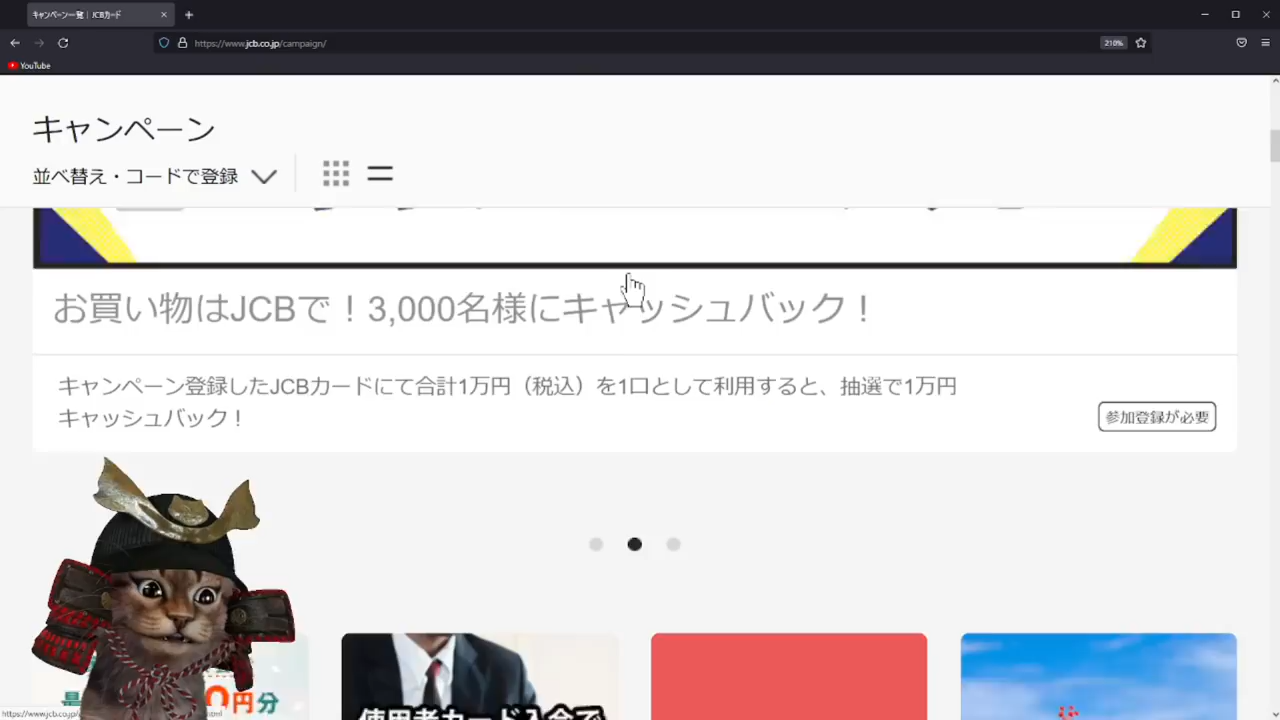 キャンペーン一覧｜JCBカード
https://www.jcb.co.jp/campaign/
210%
YouTube
キャンペーン
並べ替え・コードで登録
お買い物はJCBで！3,000名様にキャッシュバック！
キャンペーン登録したJCBカードにて合計1万円（税込）を1口として利用すると、抽選で1万円
キャッシュバック！
参加登録が必要
円分
使用者カード入会で
https://www.jcb.co.jp/